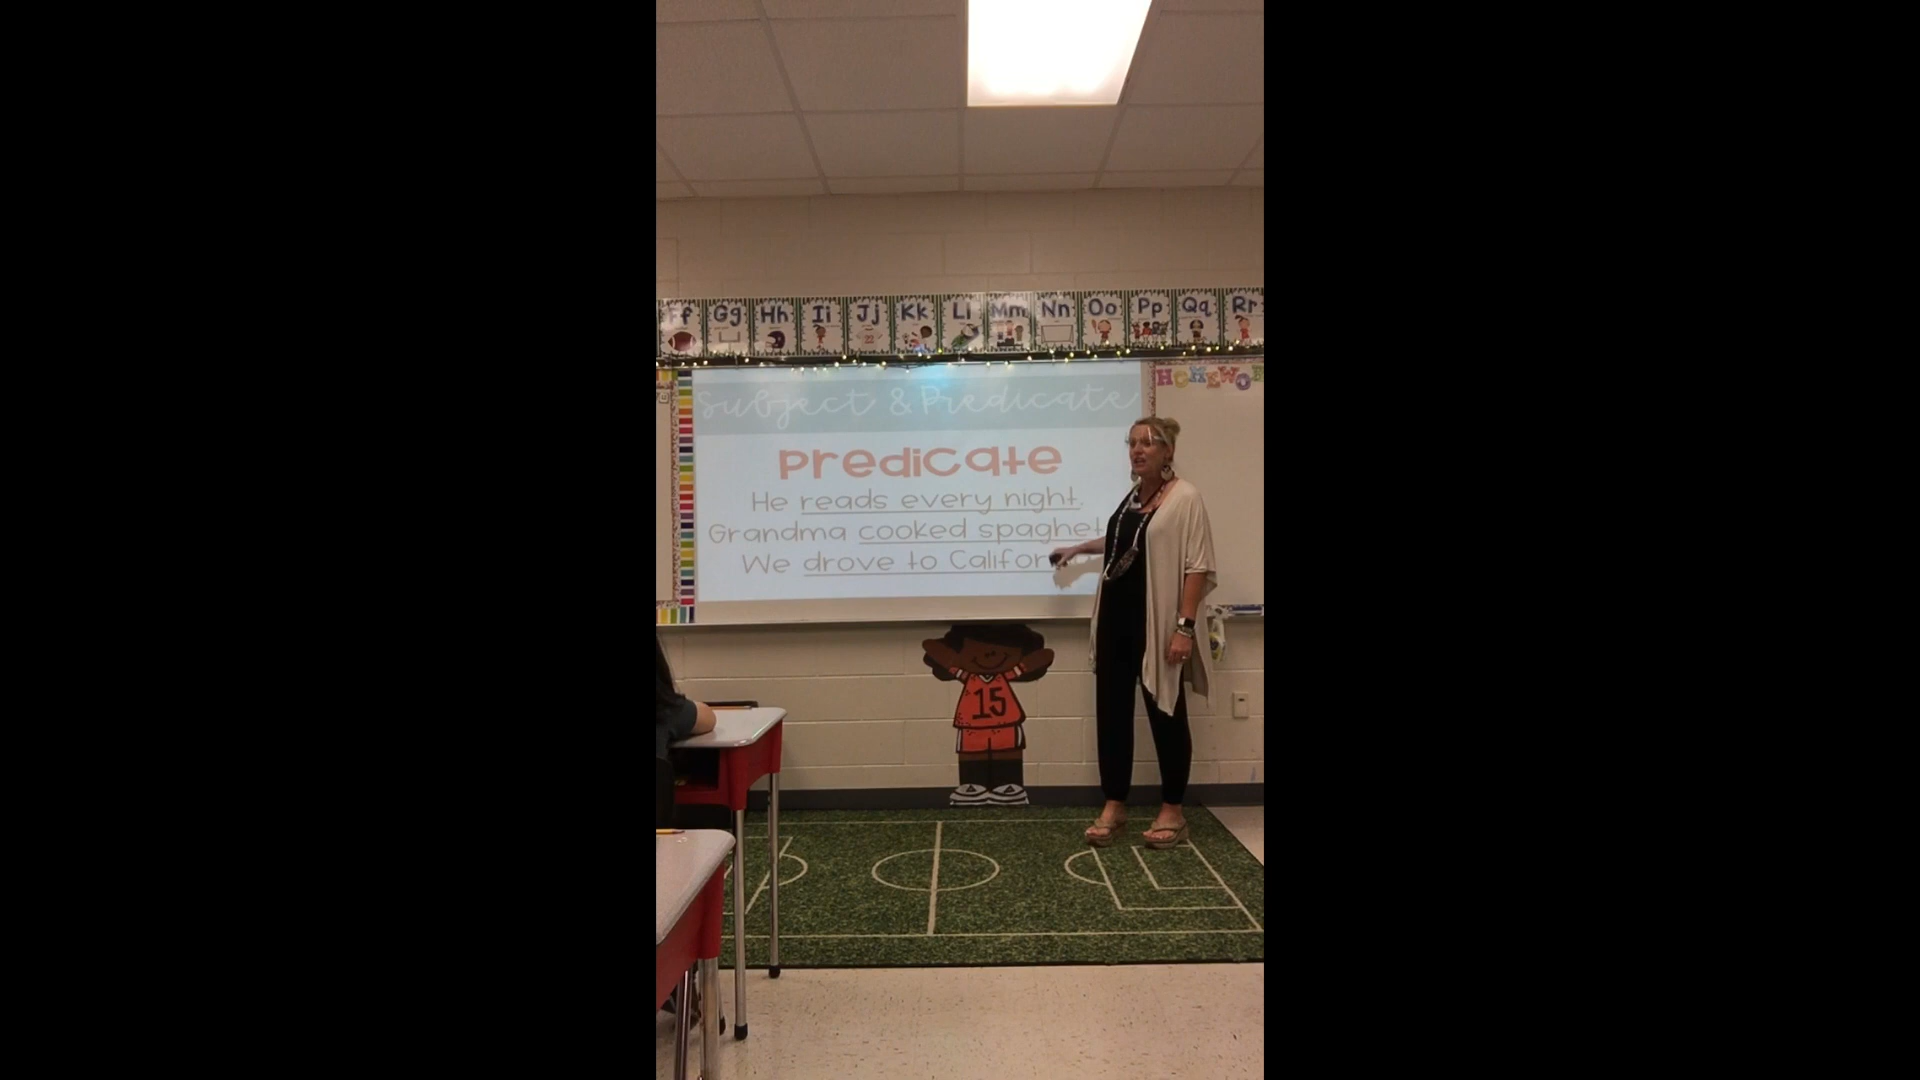 Ff Gg Hh Ii Jj Kk Ll Mm Nn Oo Pp Qq Rr
Subject & Predicate
HOMEWO
predicate
He reads every night.
Grandma cooked spaghet
We drove to Califor
15